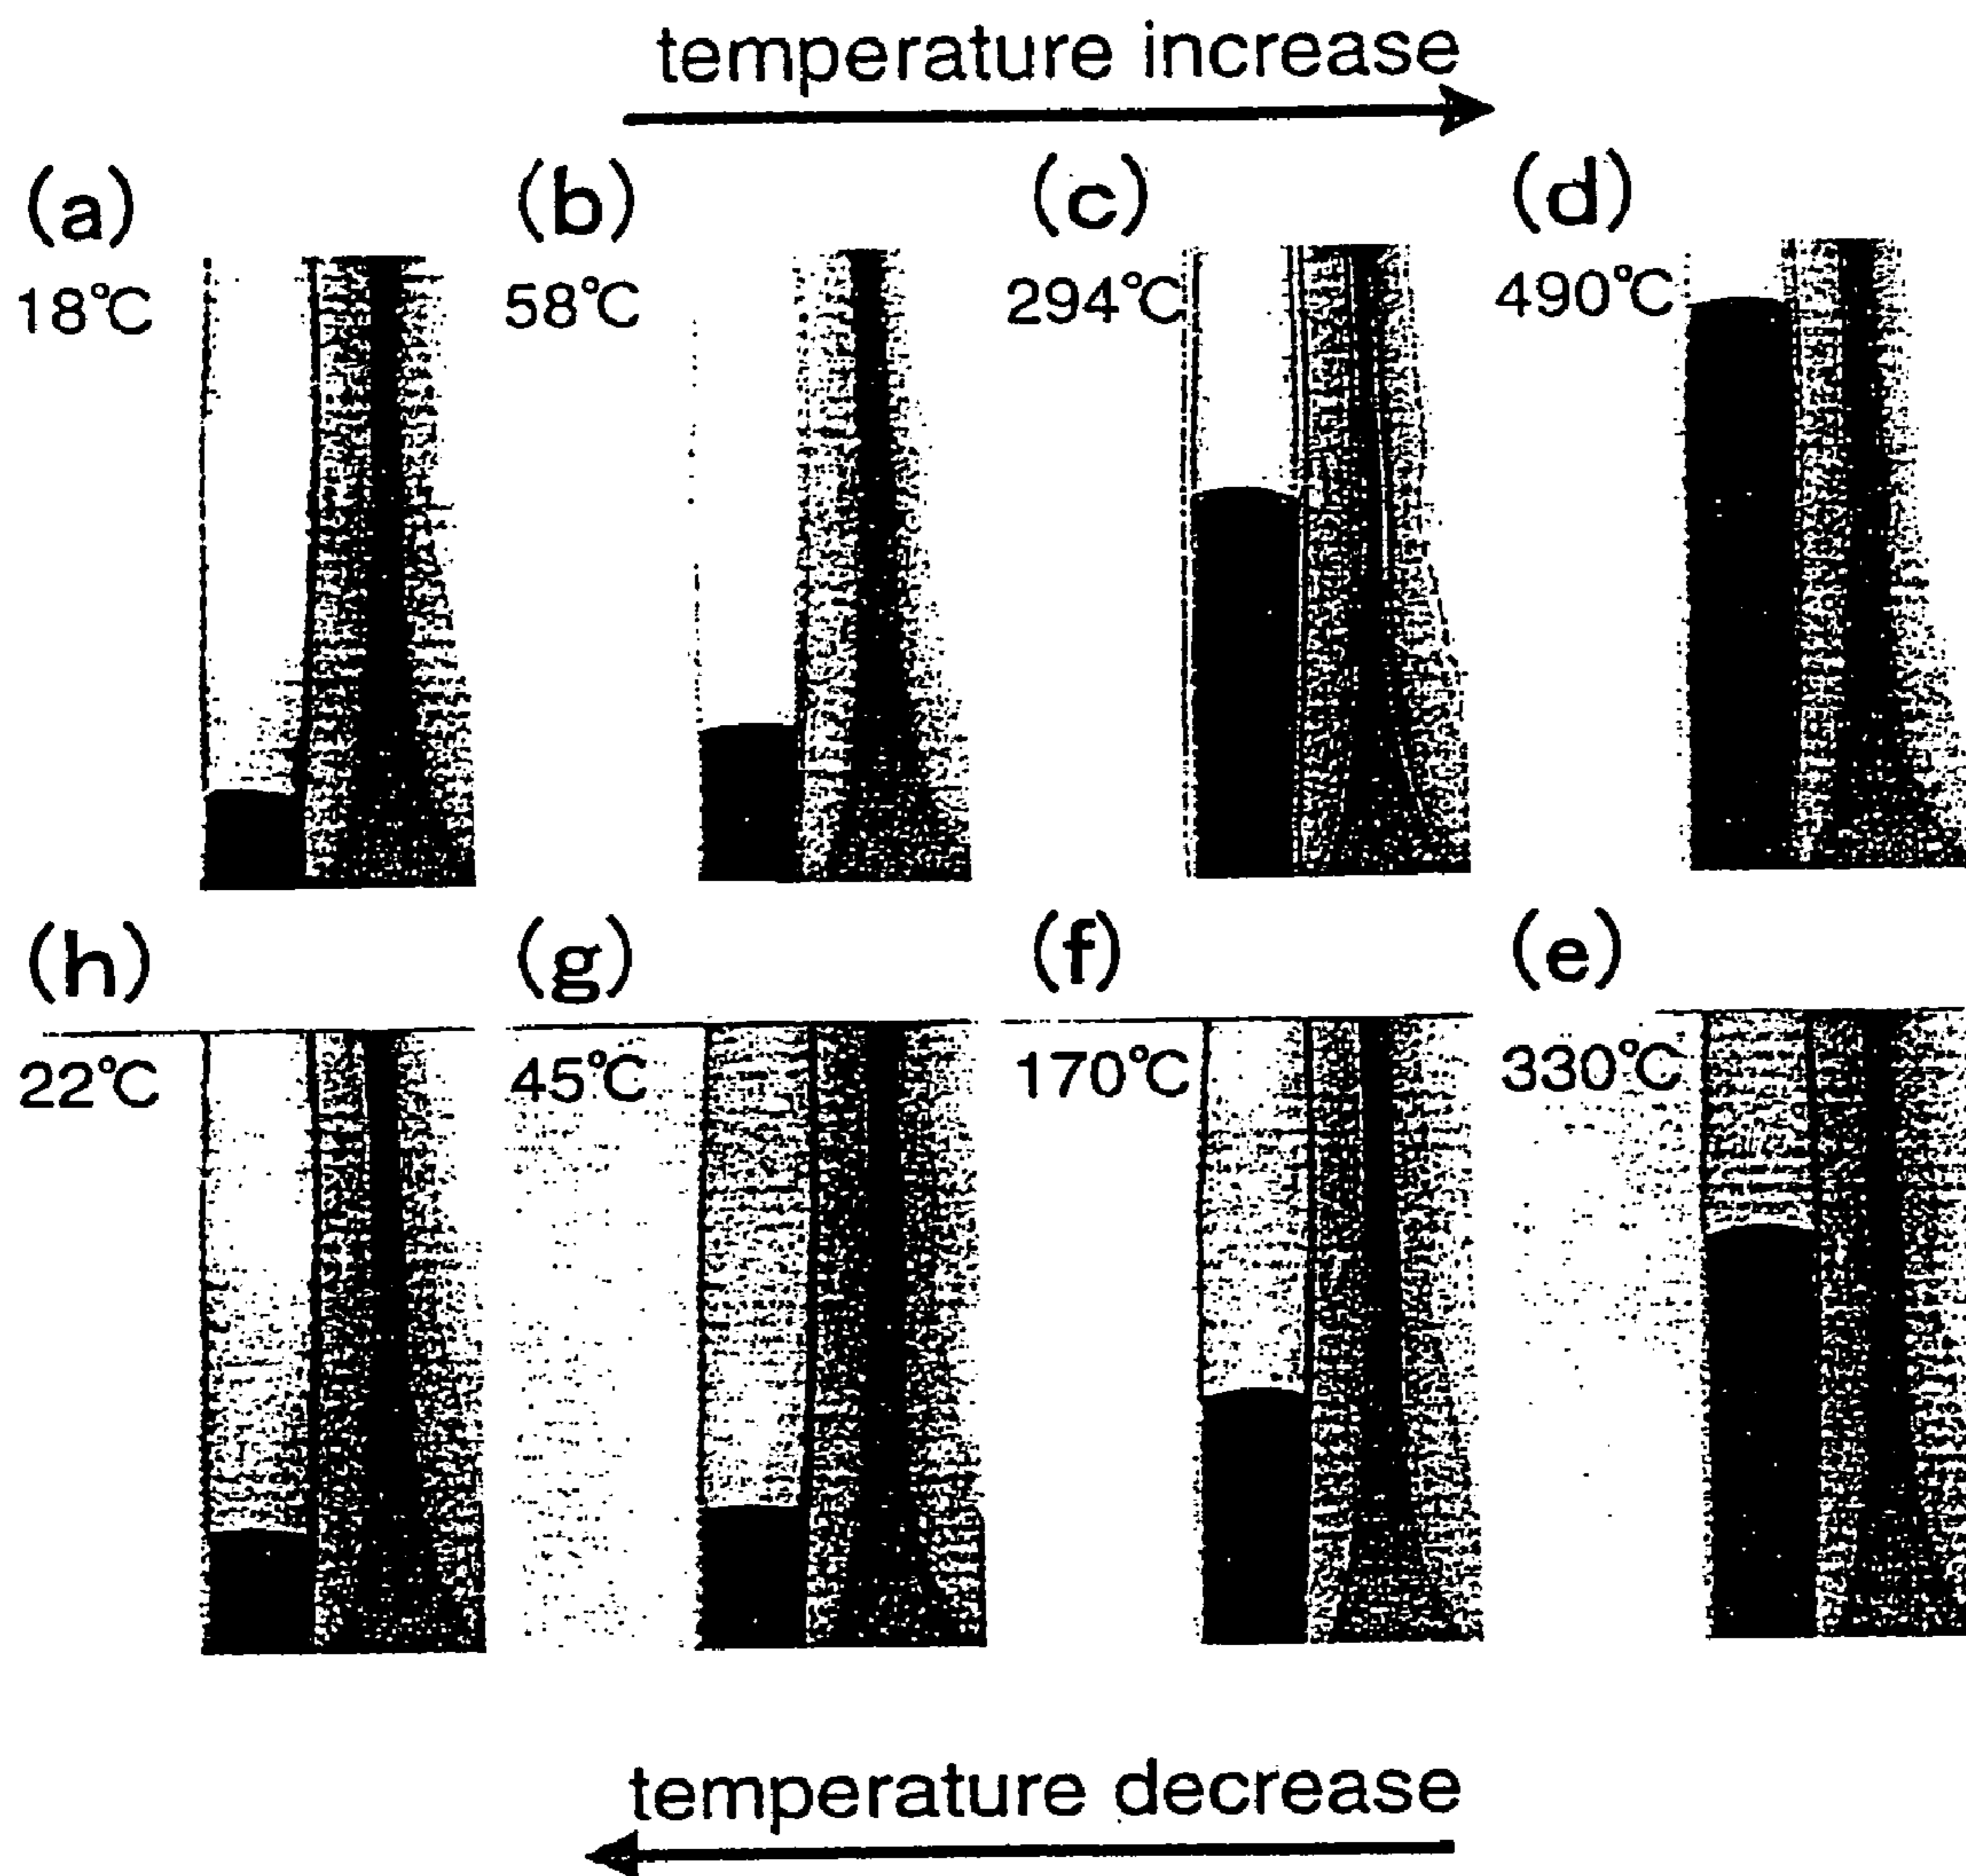 temperature increase
(a)
(b)
(c)
(d)
18°C
58°C
294°C
490°C
(h)
(g)
(f)
(e)
22°C
45°C
170°C
330°C
temperature decrease